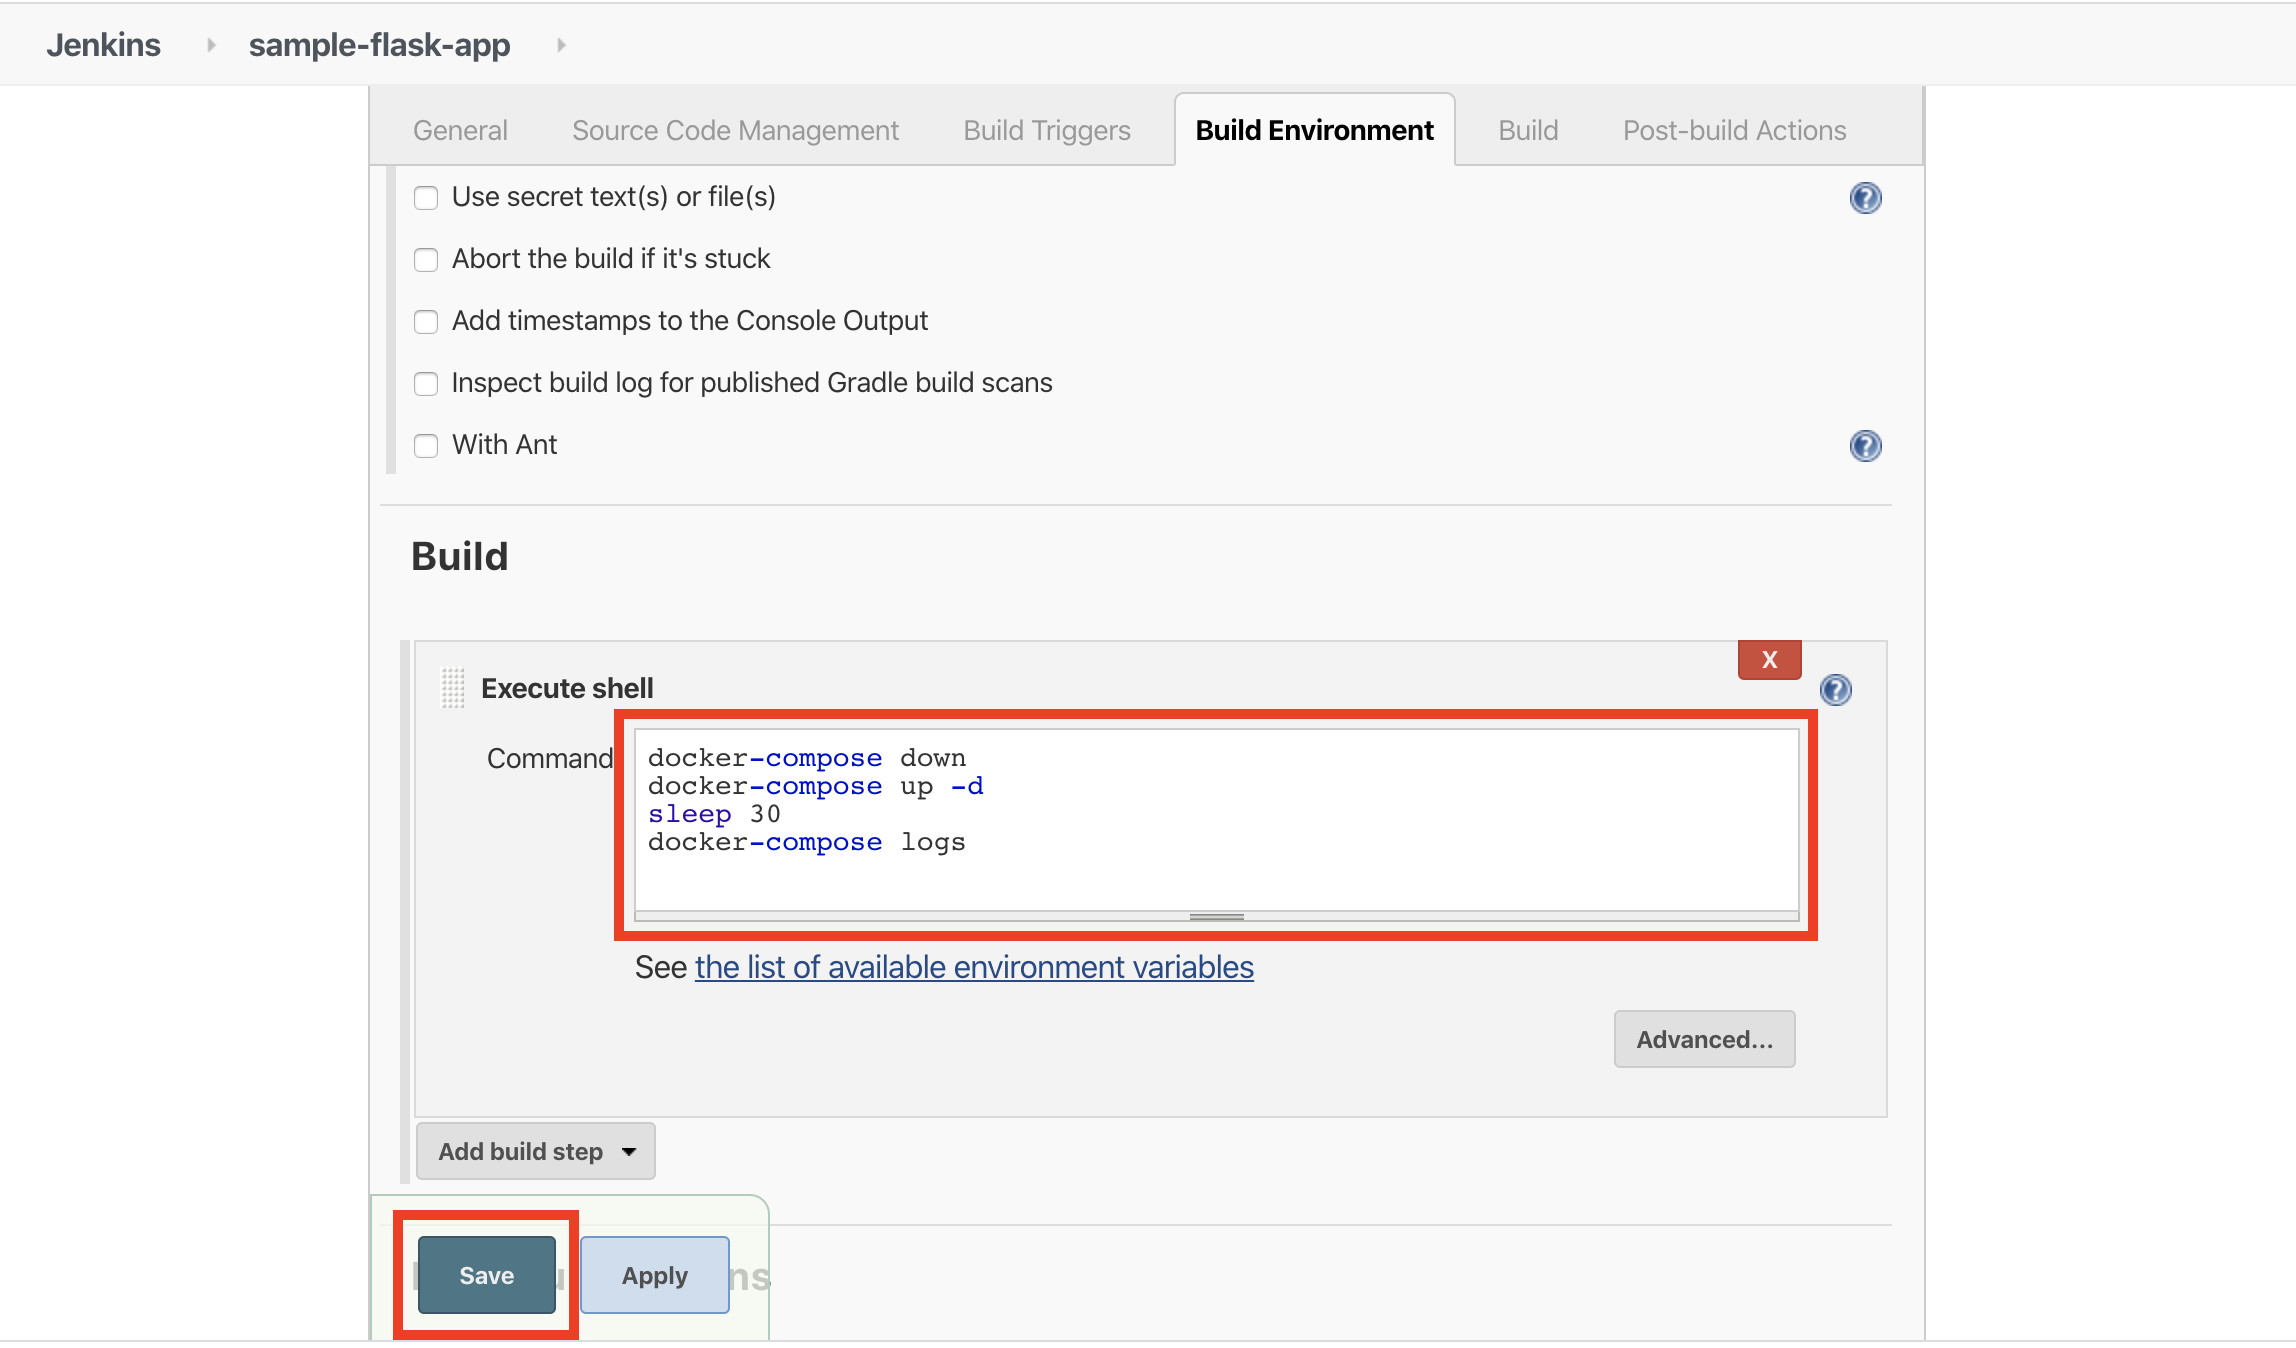 Jenkins sample-flask-app
General Source Code Management Build Triggers Build Environment Build Post-build Actions
Use secret text(s) or file(s)
Abort the build if it's stuck
Add timestamps to the Console Output
Inspect build log for published Gradle build scans
With Ant
Build
X
Execute shell
Command
docker-compose down
docker-compose up -d
sleep 30
docker-compose logs
See the list of available environment variables
Advanced...
Add build step
Save Apply